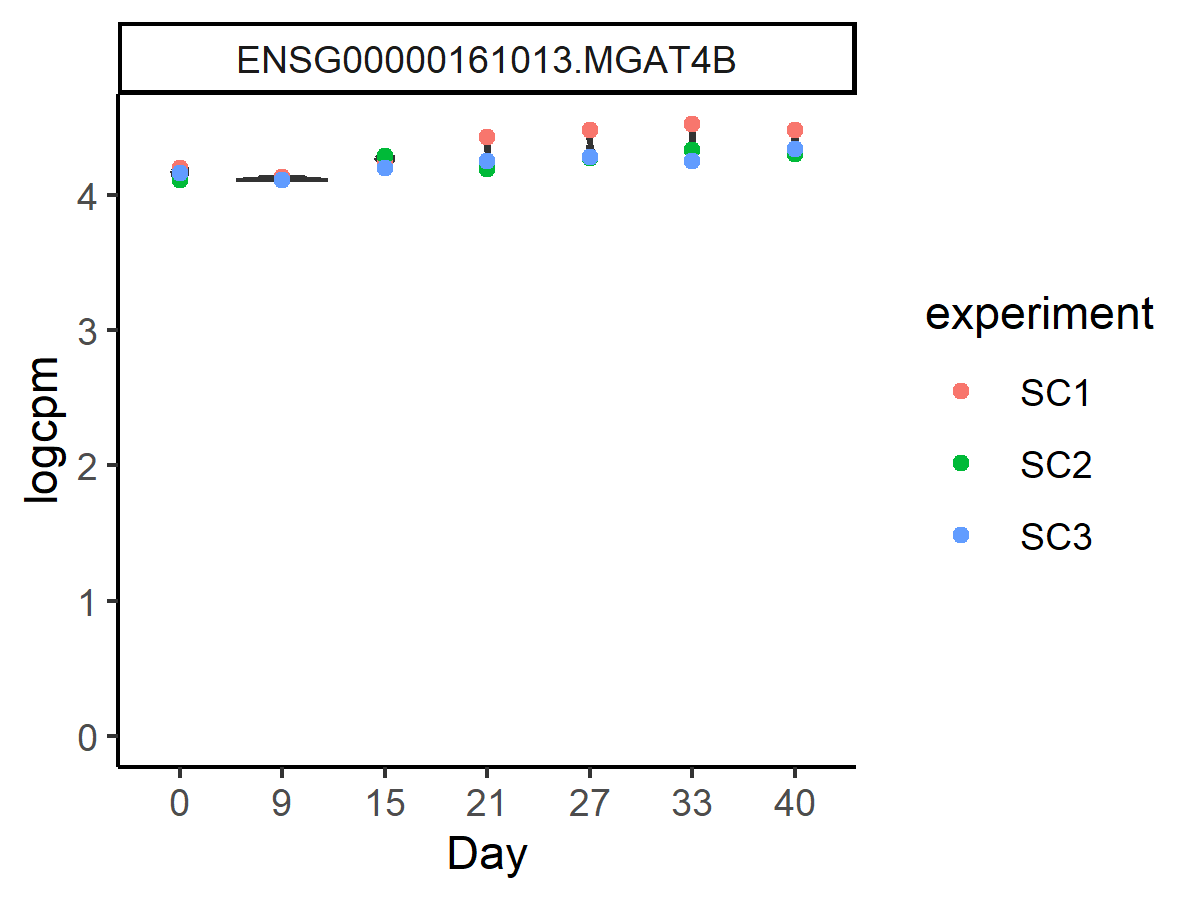 ENSG00000161013.MGAT4B
4
3
2
1
0
logcpm
0 9 15 21 27 33 40
Day
experiment
SC1
SC2
SC3